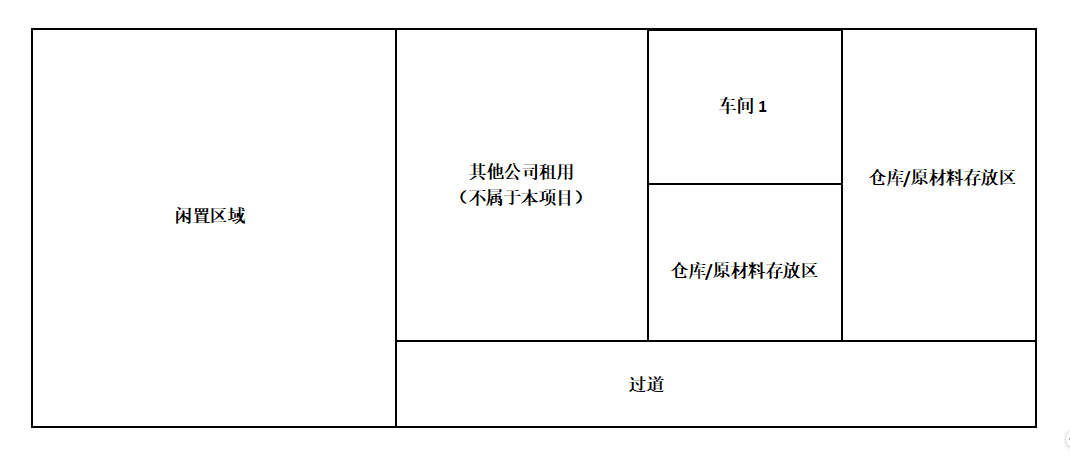 闲置区域
其他公司租用
（不属于本项目）
车间 1
仓库/原材料存放区
仓库/原材料存放区
过道